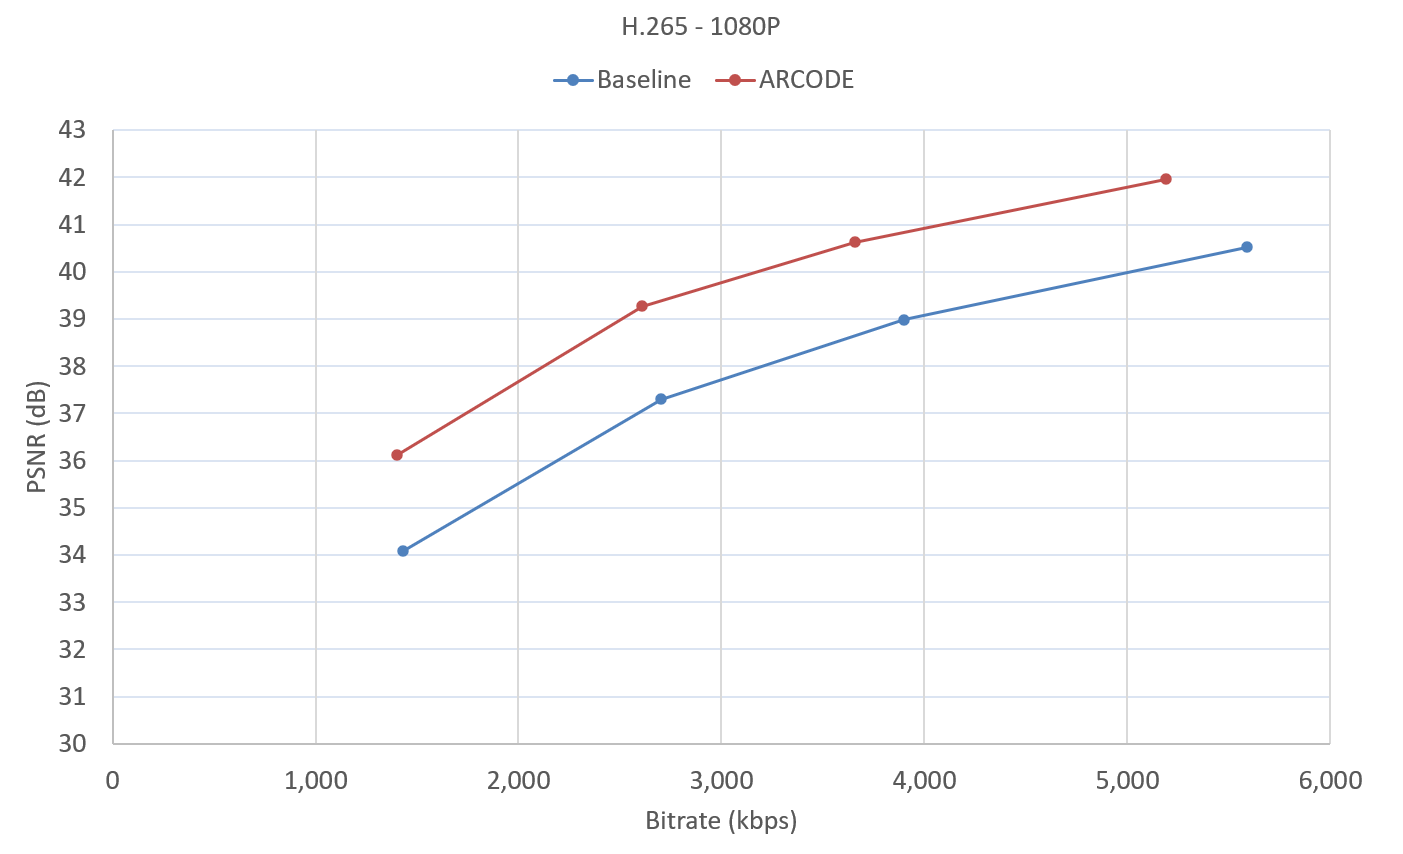 H.265 - 1080P
Baseline ARCODE
43
42
41
40
39
38
37
36
35
34
33
32
31
30
PSNR (dB)
0 1,000 2,000 3,000 4,000 5,000 6,000
Bitrate (kbps)